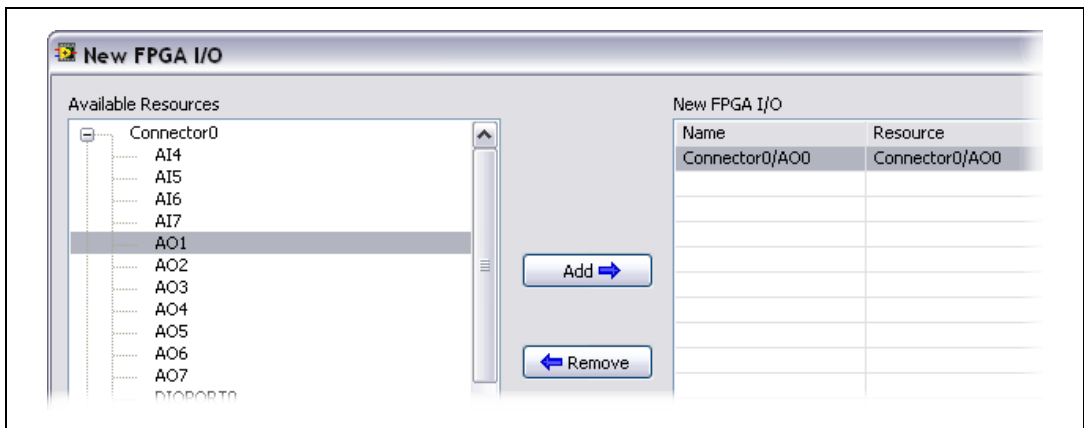 New FPGA I/O
Available Resources
Connector0
AI4
AI5
AI6
AI7
AO1
AO2
AO3
AO4
AO5
AO6
AO7
DIOPORT0
Add
Remove
New FPGA I/O
Name Resource
Connector0/AO0 Connector0/AO0